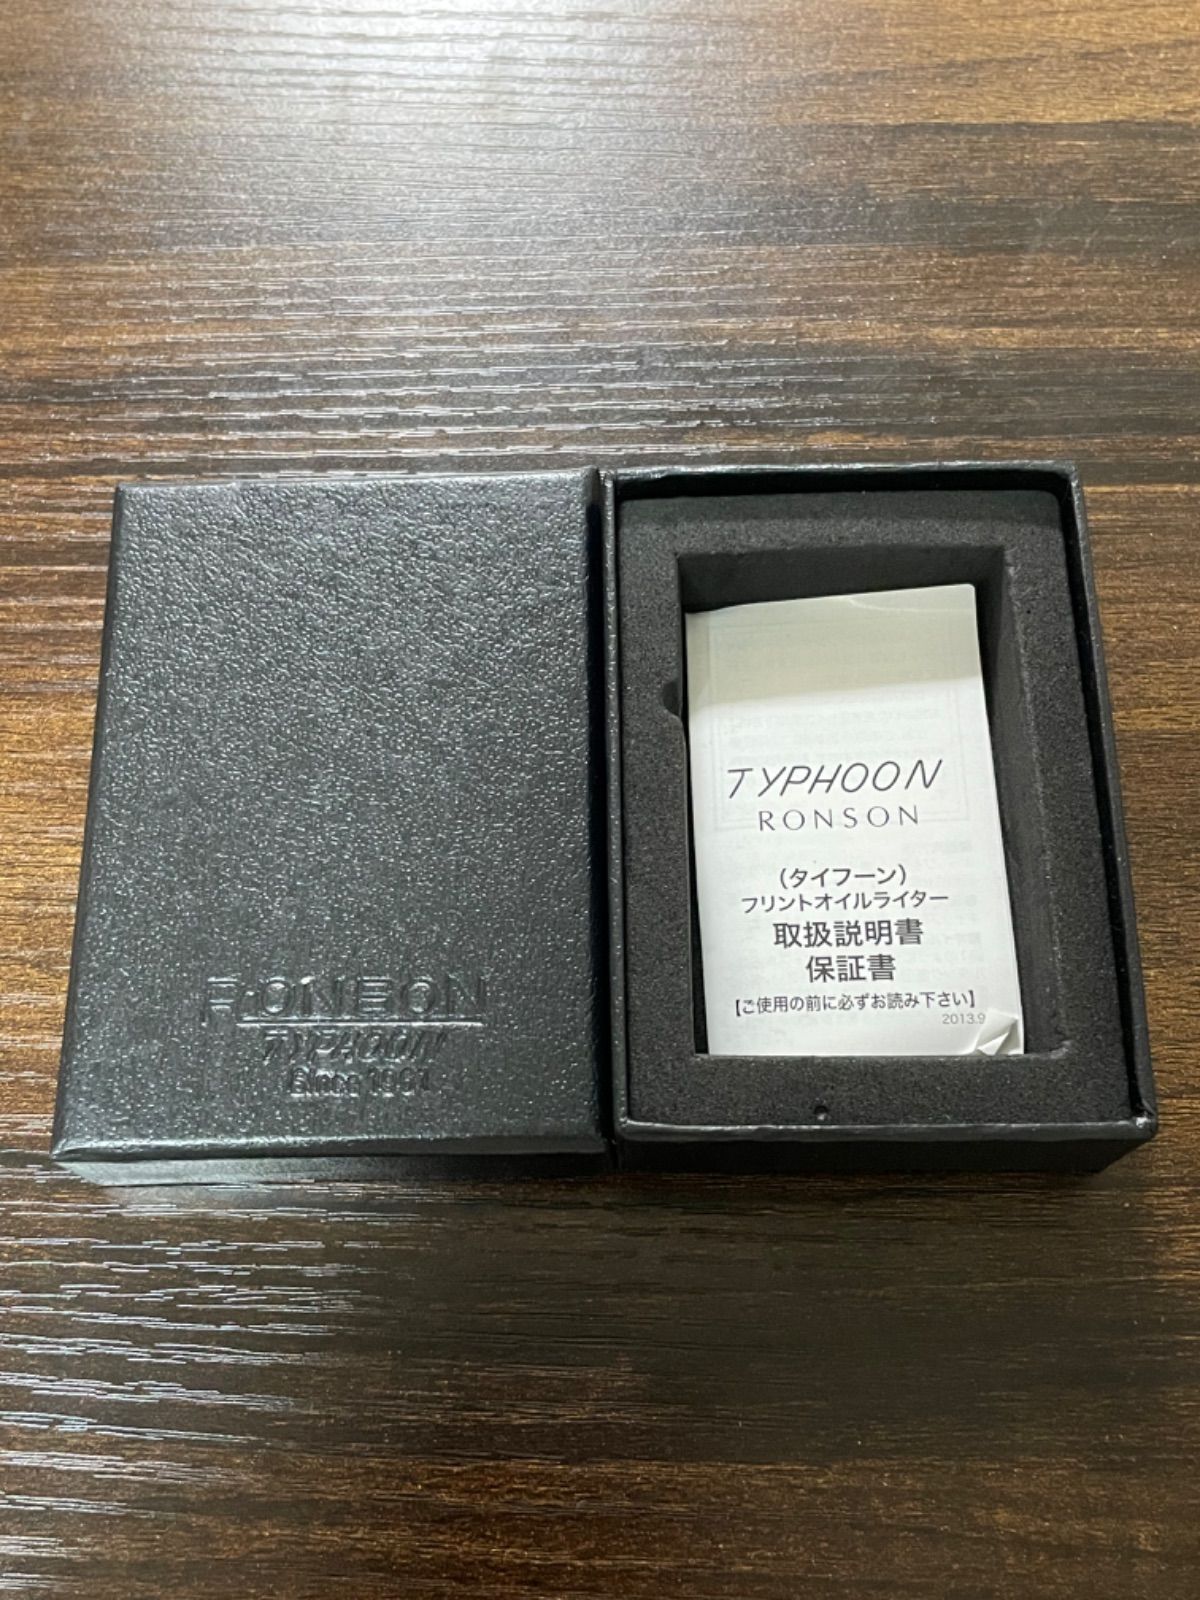 RONSON
TYPHOON
Since 1991
TYPHOON
RONSON
(タイフーン)
フリントオイルライター
取扱説明書
保証書
【ご使用の前に必ずお読み下さい】
2013.9